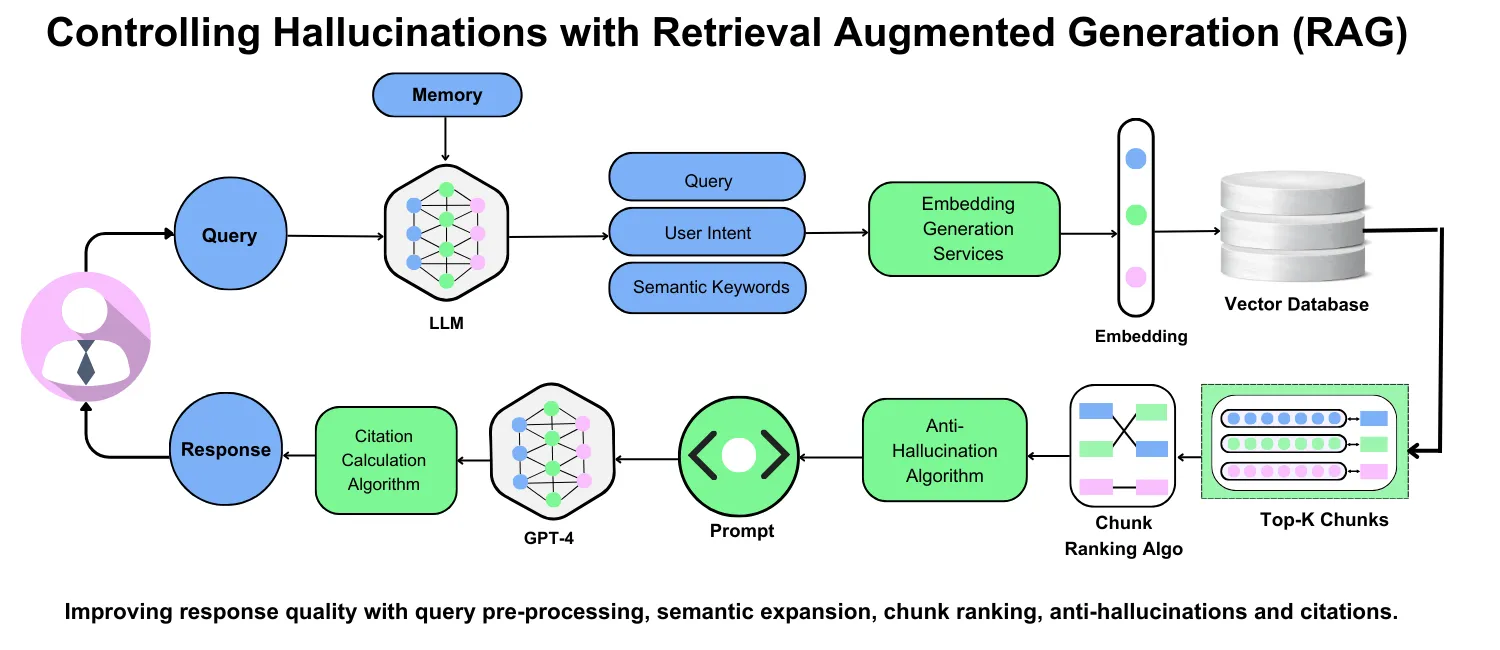 Controlling Hallucinations with Retrieval Augmented Generation (RAG)
Memory
Query
LLM
Query
User Intent
Semantic Keywords
Embedding
Generation
Services
Embedding
Vector Database
Response
Citation
Calculation
Algorithm
GPT-4
Prompt
Anti-
Hallucination
Algorithm
Chunk
Ranking Algo
Top-K Chunks
Improving response quality with query pre-processing, semantic expansion, chunk ranking, anti-hallucinations and citations.